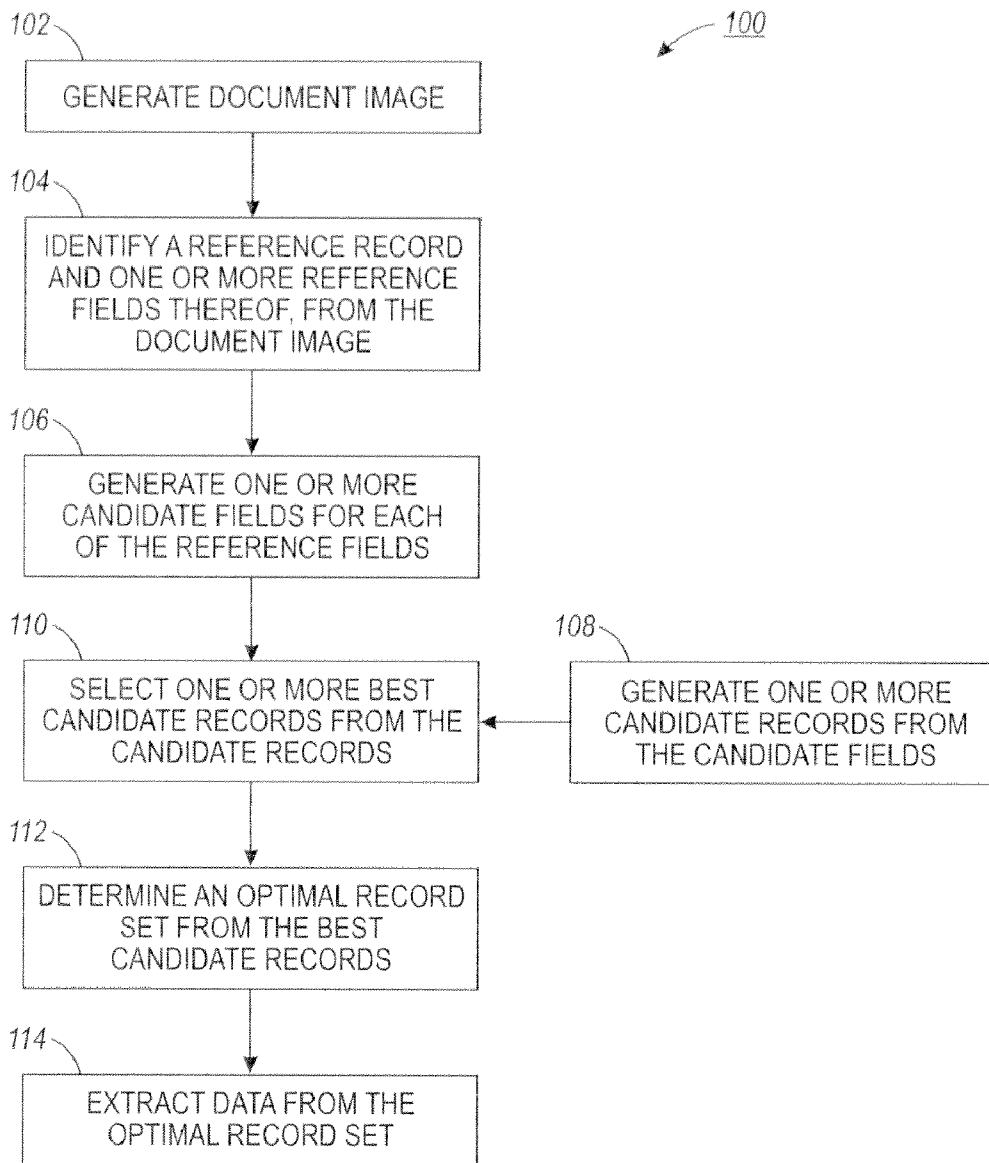 100
102
GENERATE DOCUMENT IMAGE
104
IDENTIFY A REFERENCE RECORD
AND ONE OR MORE REFERENCE
FIELDS THEREOF, FROM THE
DOCUMENT IMAGE
106
GENERATE ONE OR MORE
CANDIDATE FIELDS FOR EACH
OF THE REFERENCE FIELDS
110
SELECT ONE OR MORE BEST
CANDIDATE RECORDS FROM THE
CANDIDATE RECORDS
108
GENERATE ONE OR MORE
CANDIDATE RECORDS FROM
THE CANDIDATE FIELDS
112
DETERMINE AN OPTIMAL RECORD
SET FROM THE BEST
CANDIDATE RECORDS
114
EXTRACT DATA FROM THE
OPTIMAL RECORD SET